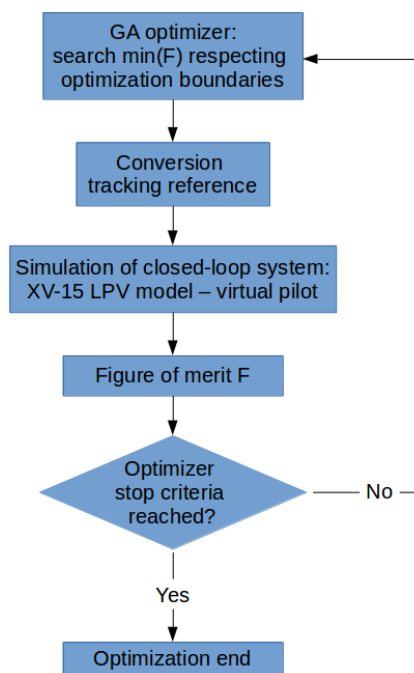 GA optimizer:
search min(F) respecting
optimization boundaries
Conversion
tracking reference
Simulation of closed-loop system:
XV-15 LPV model – virtual pilot
Figure of merit F
Optimizer
stop criteria
reached?
No
Yes
Optimization end